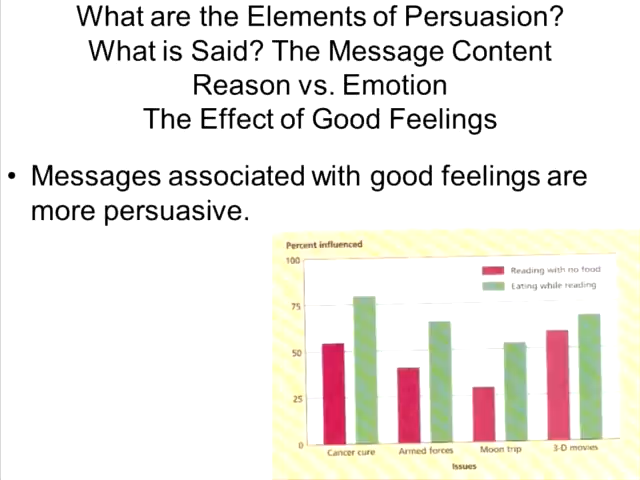 What are the Elements of Persuasion?
What is Said? The Message Content
Reason vs. Emotion
The Effect of Good Feelings
• Messages associated with good feelings are
more persuasive.
Percent influenced
100
Reading with no food
Eating while reading
75
50
25
0
Cancer cure Armed forces Moon trip 3-D movies
Issues